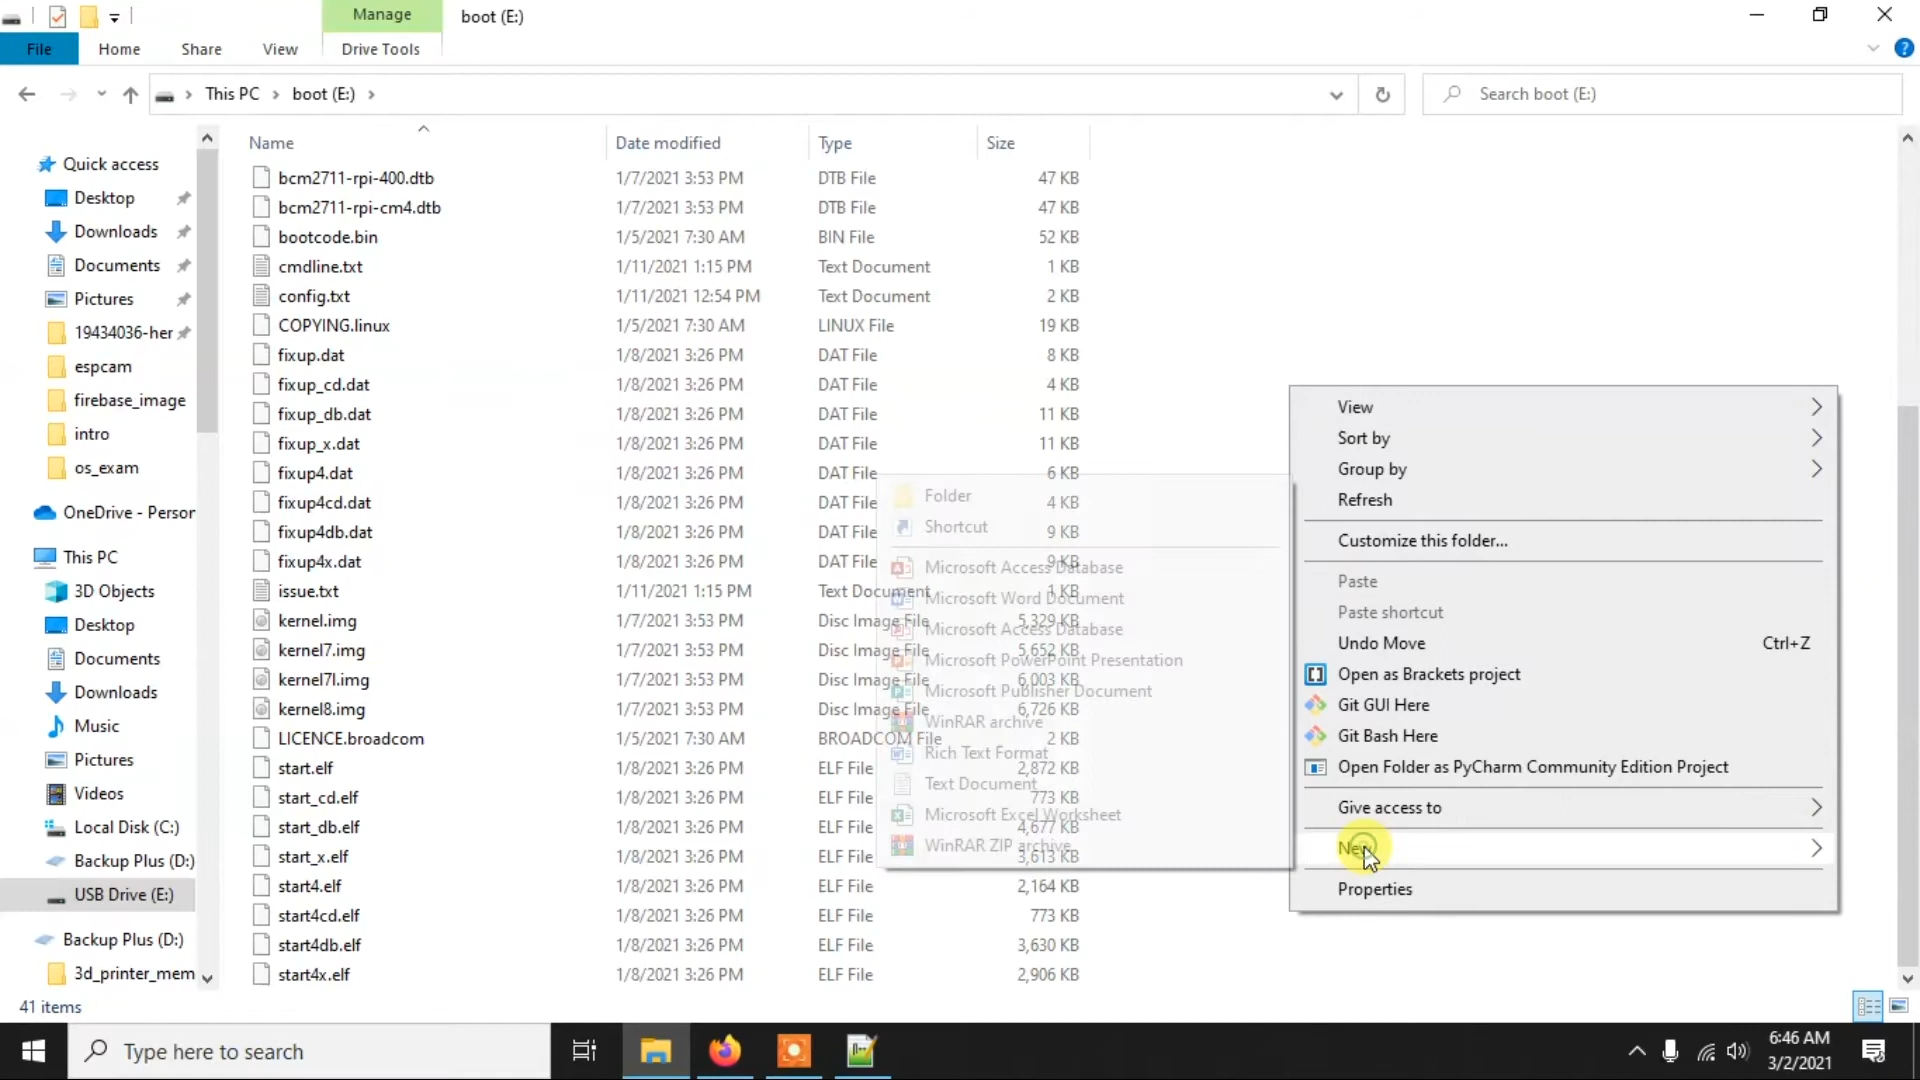 Manage
boot (E:)
File
Home
Share
View
Drive Tools
This PC
boot (E:)
Search boot (E:)
Name
Date modified
Type
Size
Quick access
Desktop
Downloads
Documents
Pictures
19434036-her
espcam
firebase_image
intro
os_exam
OneDrive - Person
This PC
3D Objects
Desktop
Documents
Downloads
Music
Pictures
Videos
Local Disk (C:)
Backup Plus (D:)
USB Drive (E:)
Backup Plus (D:)
3d_printer_mem
bcm2711-rpi-400.dtb 1/7/2021 3:53 PM DTB File 47 KB
bcm2711-rpi-cm4.dtb 1/7/2021 3:53 PM DTB File 47 KB
bootcode.bin 1/5/2021 7:30 AM BIN File 52 KB
cmdline.txt 1/11/2021 1:15 PM Text Document 1 KB
config.txt 1/11/2021 12:54 PM Text Document 2 KB
COPYING.linux 1/5/2021 7:30 AM LINUX File 19 KB
fixup.dat 1/8/2021 3:26 PM DAT File 8 KB
fixup_cd.dat 1/8/2021 3:26 PM DAT File 4 KB
fixup_db.dat 1/8/2021 3:26 PM DAT File 11 KB
fixup_x.dat 1/8/2021 3:26 PM DAT File 11 KB
fixup4.dat 1/8/2021 3:26 PM DAT File 6 KB
fixup4cd.dat 1/8/2021 3:26 PM DAT File 4 KB
fixup4db.dat 1/8/2021 3:26 PM DAT File 9 KB
fixup4x.dat 1/8/2021 3:26 PM DAT File 9 KB
issue.txt 1/11/2021 1:15 PM Text Document 1 KB
kernel.img 1/7/2021 3:53 PM Disc Image File 5,329 KB
kernel7.img 1/7/2021 3:53 PM Disc Image File 5,652 KB
kernel7l.img 1/7/2021 3:53 PM Disc Image File 6,003 KB
kernel8.img 1/7/2021 3:53 PM Disc Image File 6,726 KB
LICENCE.broadcom 1/5/2021 7:30 AM BROADCOM File 2 KB
start.elf 1/8/2021 3:26 PM ELF File 2,872 KB
start_cd.elf 1/8/2021 3:26 PM ELF File 773 KB
start_db.elf 1/8/2021 3:26 PM ELF File 4,677 KB
start_x.elf 1/8/2021 3:26 PM ELF File 3,613 KB
start4.elf 1/8/2021 3:26 PM ELF File 2,164 KB
start4cd.elf 1/8/2021 3:26 PM ELF File 773 KB
start4db.elf 1/8/2021 3:26 PM ELF File 3,630 KB
start4x.elf 1/8/2021 3:26 PM ELF File 2,906 KB
Folder
Shortcut
Microsoft Access Database
Microsoft Word Document
Microsoft Access Database
Microsoft PowerPoint Presentation
Microsoft Publisher Document
WinRAR archive
Rich Text Format
Text Document
Microsoft Excel Worksheet
WinRAR ZIP archive
View
Sort by
Group by
Refresh
Customize this folder...
Paste
Paste shortcut
Undo Move Ctrl+Z
Open as Brackets project
Git GUI Here
Git Bash Here
Open Folder as PyCharm Community Edition Project
Give access to
New
Properties
41 items
Type here to search
6:46 AM
3/2/2021